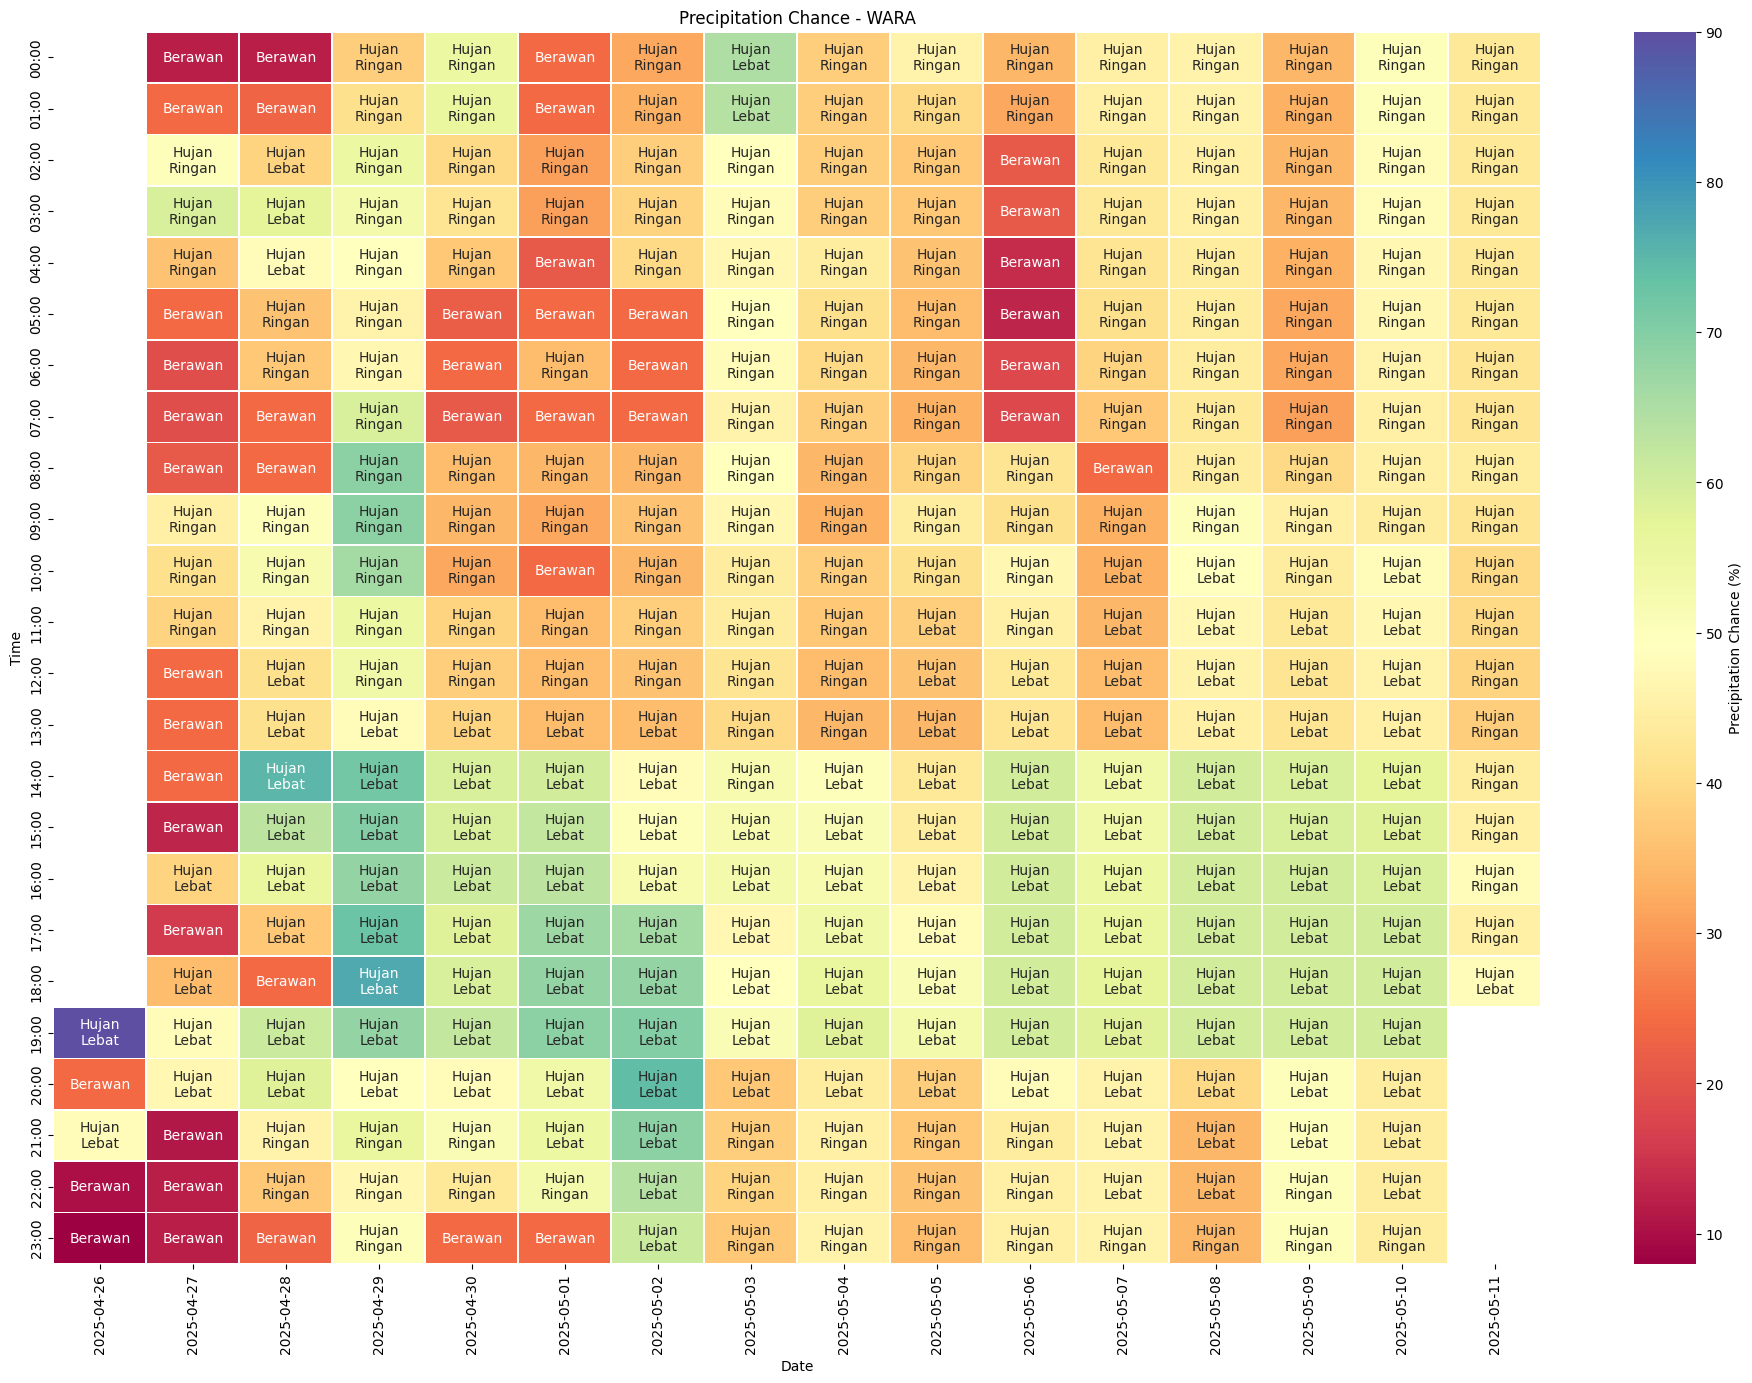 Precipitation Chance - WARA
00:00 Berawan Berawan Hujan Ringan Hujan Ringan Berawan Hujan Ringan Hujan Lebat Hujan Ringan Hujan Ringan Hujan Ringan Hujan Ringan Hujan Ringan Hujan Ringan Hujan Ringan Hujan Ringan
01:00 Berawan Berawan Hujan Ringan Hujan Ringan Berawan Hujan Ringan Hujan Lebat Hujan Ringan Hujan Ringan Hujan Ringan Hujan Ringan Hujan Ringan Hujan Ringan Hujan Ringan Hujan Ringan
02:00 Hujan Ringan Hujan Lebat Hujan Ringan Hujan Ringan Hujan Ringan Hujan Ringan Hujan Ringan Hujan Ringan Hujan Ringan Berawan Hujan Ringan Hujan Ringan Hujan Ringan Hujan Ringan Hujan Ringan
03:00 Hujan Ringan Hujan Lebat Hujan Ringan Hujan Ringan Hujan Ringan Hujan Ringan Hujan Ringan Hujan Ringan Hujan Ringan Berawan Hujan Ringan Hujan Ringan Hujan Ringan Hujan Ringan Hujan Ringan
04:00 Hujan Ringan Hujan Lebat Hujan Ringan Hujan Ringan Berawan Hujan Ringan Hujan Ringan Hujan Ringan Hujan Ringan Berawan Hujan Ringan Hujan Ringan Hujan Ringan Hujan Ringan Hujan Ringan
05:00 Berawan Hujan Ringan Hujan Ringan Berawan Berawan Berawan Hujan Ringan Hujan Ringan Hujan Ringan Berawan Hujan Ringan Hujan Ringan Hujan Ringan Hujan Ringan Hujan Ringan
06:00 Berawan Hujan Ringan Hujan Ringan Berawan Hujan Ringan Berawan Hujan Ringan Hujan Ringan Hujan Ringan Berawan Hujan Ringan Hujan Ringan Hujan Ringan Hujan Ringan Hujan Ringan
07:00 Berawan Berawan Hujan Ringan Berawan Berawan Berawan Hujan Ringan Hujan Ringan Hujan Ringan Berawan Hujan Ringan Hujan Ringan Hujan Ringan Hujan Ringan Hujan Ringan
08:00 Berawan Berawan Hujan Ringan Hujan Ringan Hujan Ringan Hujan Ringan Hujan Ringan Hujan Ringan Hujan Ringan Hujan Ringan Berawan Hujan Ringan Hujan Ringan Hujan Ringan Hujan Ringan
09:00 Hujan Ringan Hujan Ringan Hujan Ringan Hujan Ringan Hujan Ringan Hujan Ringan Hujan Ringan Hujan Ringan Hujan Ringan Hujan Ringan Hujan Ringan Hujan Ringan Hujan Ringan Hujan Ringan Hujan Ringan
10:00 Hujan Ringan Hujan Ringan Hujan Ringan Hujan Ringan Berawan Hujan Ringan Hujan Ringan Hujan Ringan Hujan Ringan Hujan Ringan Hujan Lebat Hujan Lebat Hujan Ringan Hujan Lebat Hujan Ringan
11:00 Hujan Ringan Hujan Ringan Hujan Ringan Hujan Ringan Hujan Ringan Hujan Ringan Hujan Ringan Hujan Ringan Hujan Lebat Hujan Ringan Hujan Lebat Hujan Lebat Hujan Lebat Hujan Lebat Hujan Ringan
12:00 Berawan Hujan Lebat Hujan Ringan Hujan Ringan Hujan Ringan Hujan Ringan Hujan Ringan Hujan Ringan Hujan Lebat Hujan Lebat Hujan Lebat Hujan Lebat Hujan Lebat Hujan Lebat Hujan Ringan
13:00 Berawan Hujan Lebat Hujan Lebat Hujan Lebat Hujan Lebat Hujan Lebat Hujan Ringan Hujan Ringan Hujan Lebat Hujan Lebat Hujan Lebat Hujan Lebat Hujan Lebat Hujan Lebat Hujan Ringan
14:00 Berawan Hujan Lebat Hujan Lebat Hujan Lebat Hujan Lebat Hujan Lebat Hujan Ringan Hujan Lebat Hujan Lebat Hujan Lebat Hujan Lebat Hujan Lebat Hujan Lebat Hujan Lebat Hujan Ringan
15:00 Berawan Hujan Lebat Hujan Lebat Hujan Lebat Hujan Lebat Hujan Lebat Hujan Lebat Hujan Lebat Hujan Lebat Hujan Lebat Hujan Lebat Hujan Lebat Hujan Lebat Hujan Lebat Hujan Ringan
16:00 Hujan Lebat Hujan Lebat Hujan Lebat Hujan Lebat Hujan Lebat Hujan Lebat Hujan Lebat Hujan Lebat Hujan Lebat Hujan Lebat Hujan Lebat Hujan Lebat Hujan Lebat Hujan Lebat Hujan Ringan
17:00 Berawan Hujan Lebat Hujan Lebat Hujan Lebat Hujan Lebat Hujan Lebat Hujan Lebat Hujan Lebat Hujan Lebat Hujan Lebat Hujan Lebat Hujan Lebat Hujan Lebat Hujan Lebat Hujan Ringan
18:00 Hujan Lebat Berawan Hujan Lebat Hujan Lebat Hujan Lebat Hujan Lebat Hujan Lebat Hujan Lebat Hujan Lebat Hujan Lebat Hujan Lebat Hujan Lebat Hujan Lebat Hujan Lebat Hujan Lebat
19:00 Hujan Lebat Hujan Lebat Hujan Lebat Hujan Lebat Hujan Lebat Hujan Lebat Hujan Lebat Hujan Lebat Hujan Lebat Hujan Lebat Hujan Lebat Hujan Lebat Hujan Lebat Hujan Lebat Hujan Lebat
20:00 Berawan Hujan Lebat Hujan Lebat Hujan Lebat Hujan Lebat Hujan Lebat Hujan Lebat Hujan Lebat Hujan Lebat Hujan Lebat Hujan Lebat Hujan Lebat Hujan Lebat Hujan Lebat Hujan Lebat
21:00 Hujan Lebat Berawan Hujan Ringan Hujan Ringan Hujan Ringan Hujan Lebat Hujan Lebat Hujan Ringan Hujan Ringan Hujan Ringan Hujan Ringan Hujan Lebat Hujan Lebat Hujan Lebat Hujan Lebat
22:00 Berawan Berawan Hujan Ringan Hujan Ringan Hujan Ringan Hujan Ringan Hujan Lebat Hujan Ringan Hujan Ringan Hujan Ringan Hujan Ringan Hujan Lebat Hujan Lebat Hujan Ringan Hujan Lebat
23:00 Berawan Berawan Berawan Hujan Ringan Berawan Berawan Hujan Lebat Hujan Ringan Hujan Ringan Hujan Ringan Hujan Ringan Hujan Ringan Hujan Ringan Hujan Ringan Hujan Ringan
Time
2025-04-26 2025-04-27 2025-04-28 2025-04-29 2025-04-30 2025-05-01 2025-05-02 2025-05-03 2025-05-04 2025-05-05 2025-05-06 2025-05-07 2025-05-08 2025-05-09 2025-05-10 2025-05-11
Date
90
80
70
60
50
40
30
20
10
Precipitation Chance (%)